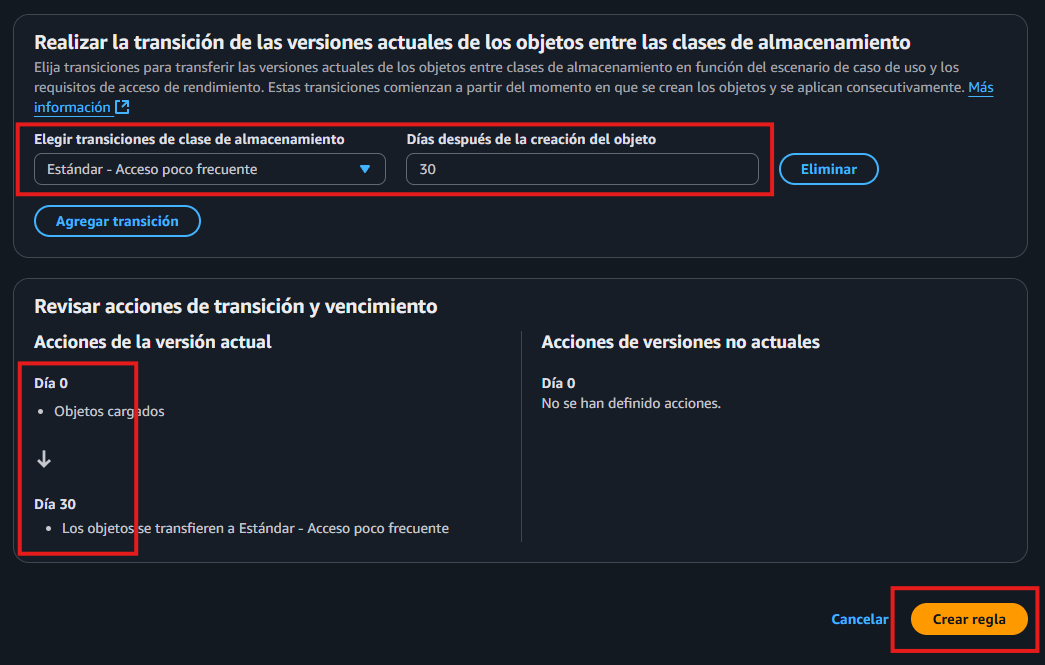 Realizar la transición de las versiones actuales de los objetos entre las clases de almacenamiento
Elija transiciones para transferir las versiones actuales de los objetos entre clases de almacenamiento en función del escenario de caso de uso y los
requisitos de acceso de rendimiento. Estas transiciones comienzan a partir del momento en que se crean los objetos y se aplican consecutivamente. Más
información
Elegir transiciones de clase de almacenamiento
Días después de la creación del objeto
Estándar - Acceso poco frecuente
30
Eliminar
Agregar transición
Revisar acciones de transición y vencimiento
Acciones de la versión actual
Día 0
• Objetos cargados
Día 30
• Los objetos se transfieren a Estándar - Acceso poco frecuente
Acciones de versiones no actuales
Día 0
No se han definido acciones.
Cancelar
Crear regla